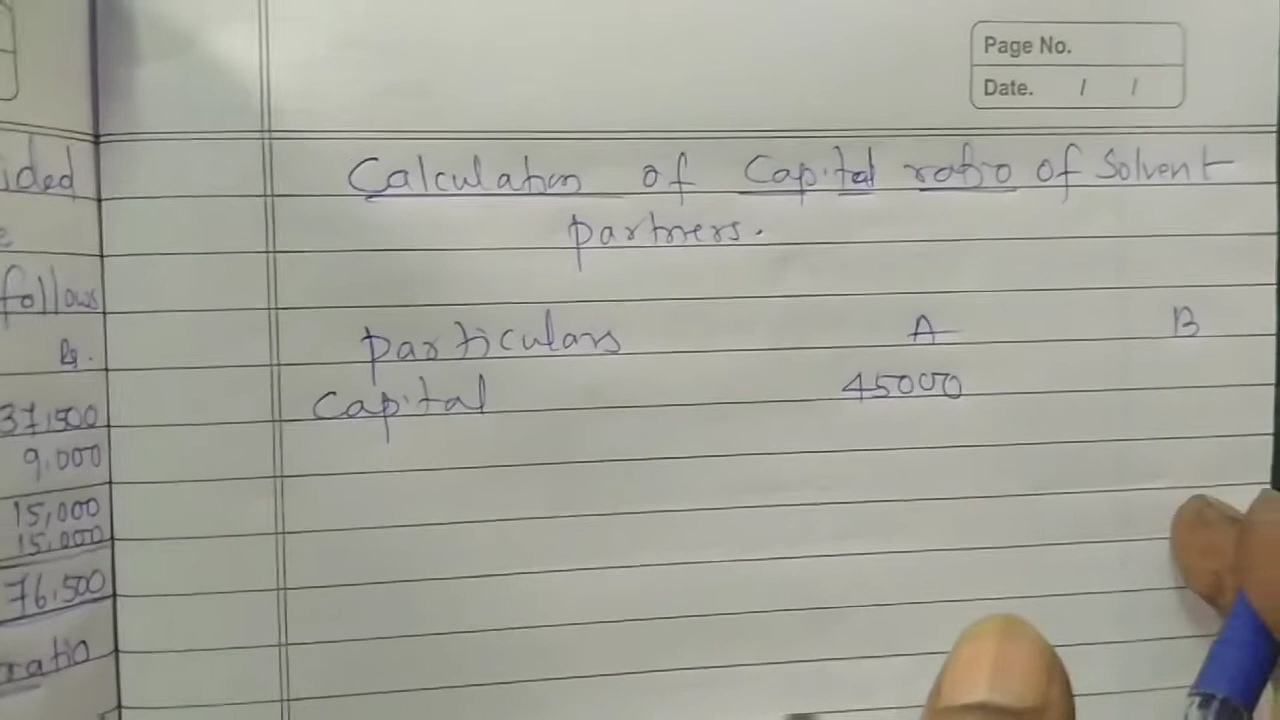 Page No.
Date. / /
ided
follows
Rs.
37,500
9,000
15,000
15,000
76,500
ratio
Calculation of Capital ratio of Solvent
partners.
particulars A B
Capital 45000